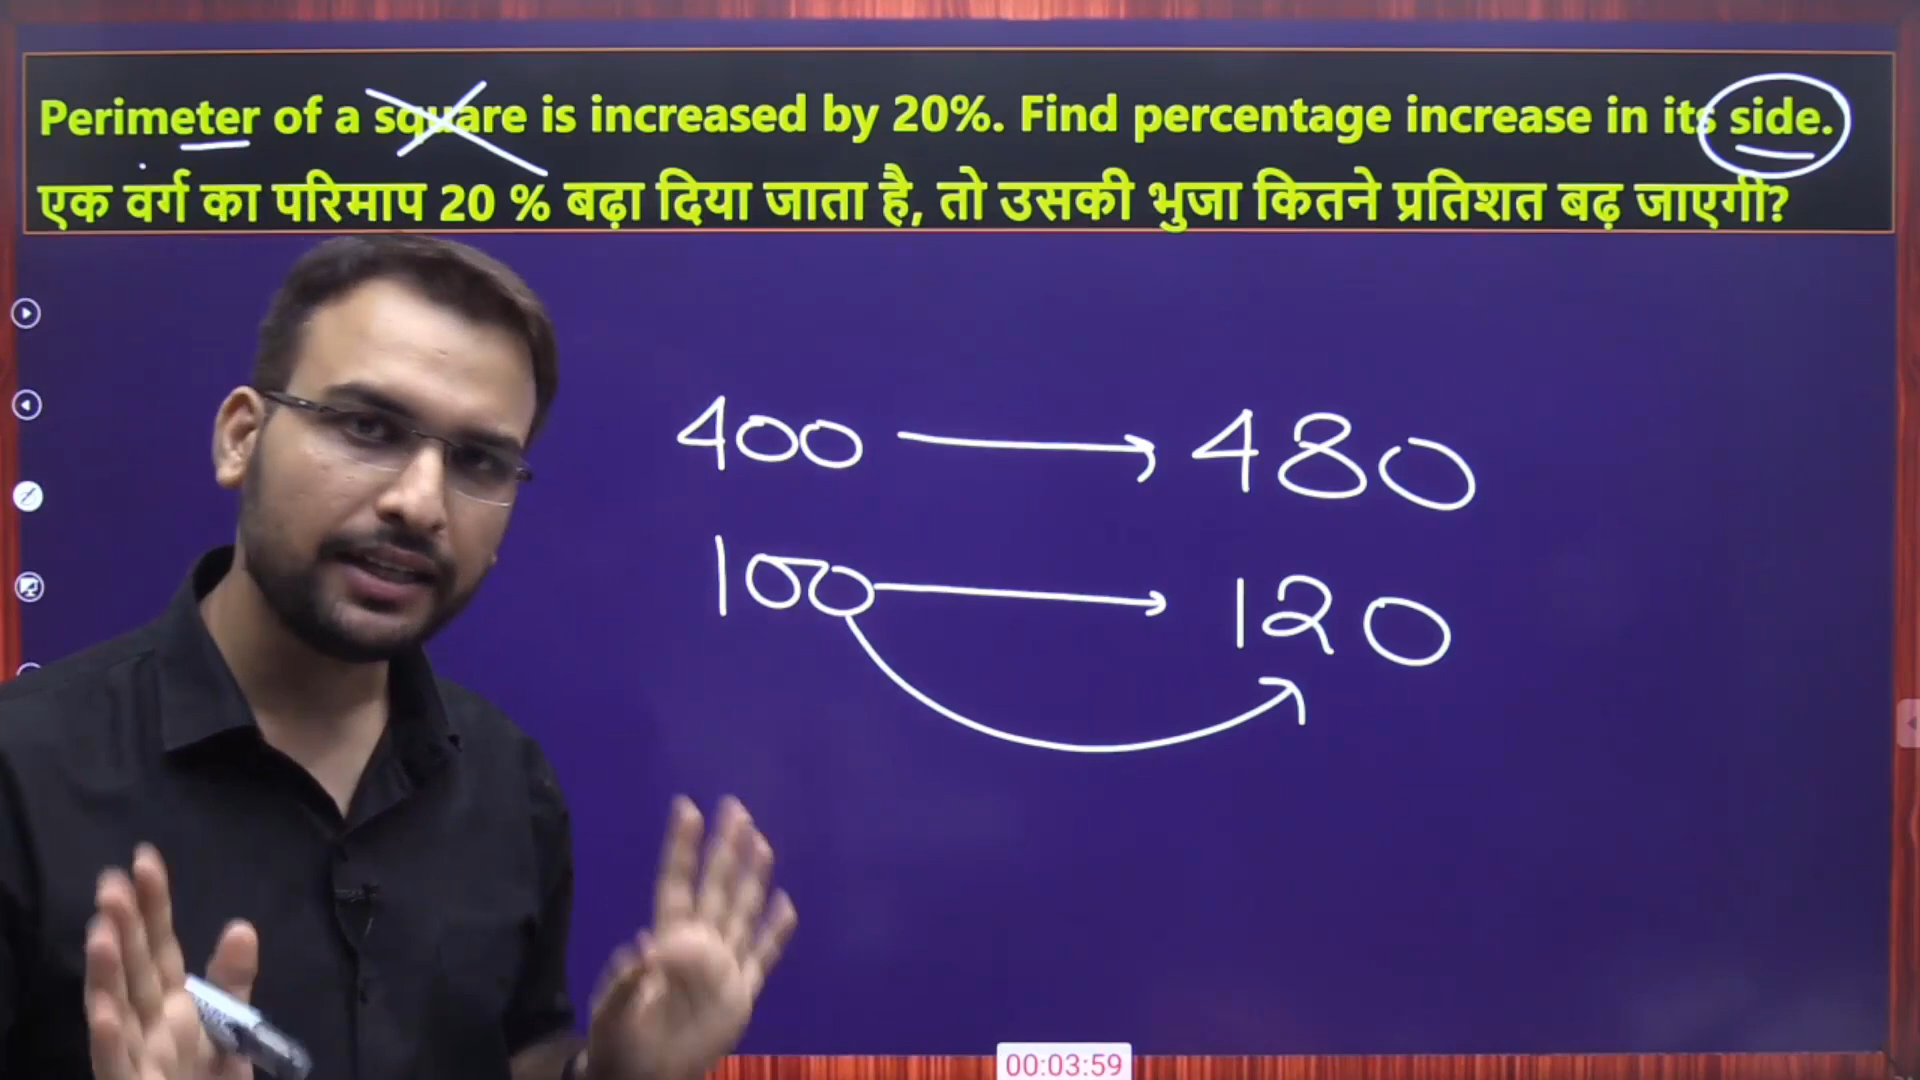 Perimeter of a square is increased by 20%. Find percentage increase in its side.
एक वर्ग का परिमाप 20 % बढ़ा दिया जाता है, तो उसकी भुजा कितने प्रतिशत बढ़ जाएगी?
400 → 480
100 → 120
00:03:59